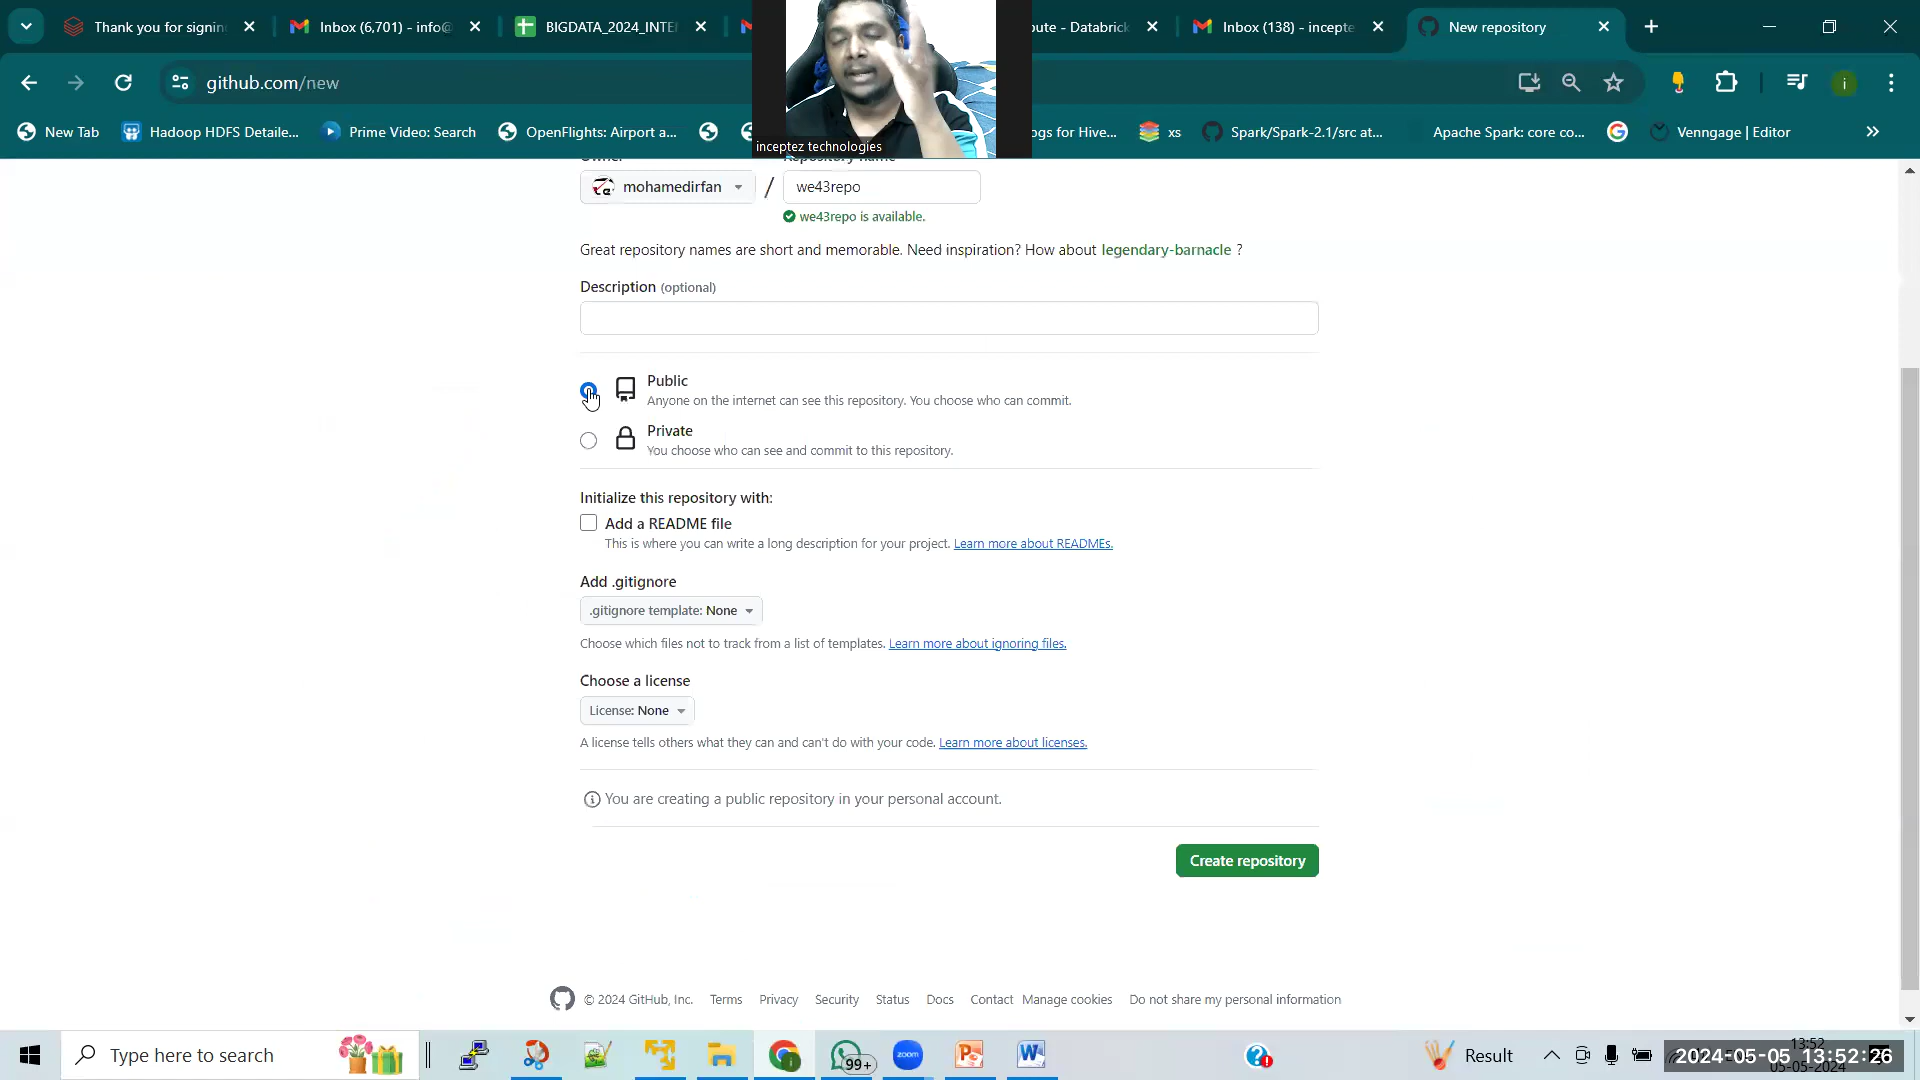 Thank you for signin
Inbox (6,701) - info@
BIGDATA_2024_INTE
oute - Databrick
Inbox (138) - incepte
New repository
github.com/new
New Tab
Hadoop HDFS Detaile...
Prime Video: Search
OpenFlights: Airport a...
ogs for Hive...
xs
Spark/Spark-2.1/src at...
Apache Spark: core co...
Venngage | Editor
inceptez technologies
mohamedirfan
/
we43repo
we43repo is available.
Great repository names are short and memorable. Need inspiration? How about legendary-barnacle ?
Description (optional)
Public
Anyone on the internet can see this repository. You choose who can commit.
Private
You choose who can see and commit to this repository.
Initialize this repository with:
Add a README file
This is where you can write a long description for your project. Learn more about READMEs.
Add .gitignore
.gitignore template: None
Choose which files not to track from a list of templates. Learn more about ignoring files.
Choose a license
License: None
A license tells others what they can and can't do with your code. Learn more about licenses.
You are creating a public repository in your personal account.
Create repository
© 2024 GitHub, Inc. Terms Privacy Security Status Docs Contact Manage cookies Do not share my personal information
Type here to search
99+
zoom
Result
13:52
2024-05-05 13:52:26
05-05-2024